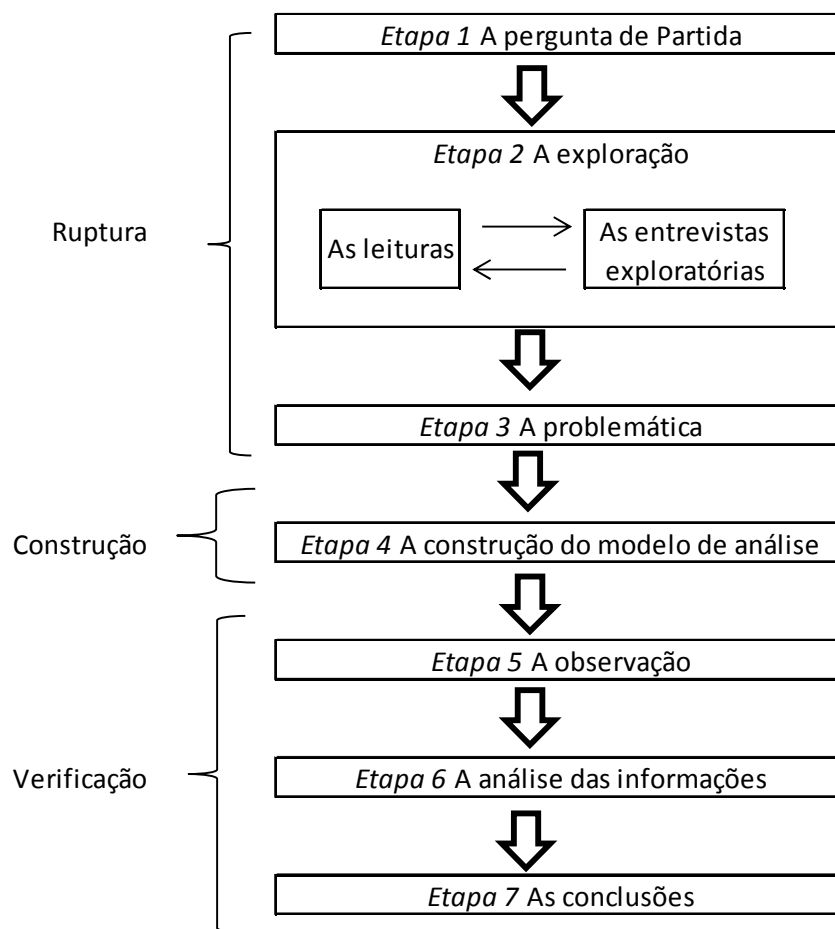 Etapa 1 A pergunta de Partida
Etapa 2 A exploração
Ruptura
As leituras
As entrevistas
exploratórias
Etapa 3 A problemática
Construção
Etapa 4 A construção do modelo de análise
Etapa 5 A observação
Verificação
Etapa 6 A análise das informações
Etapa 7 As conclusões